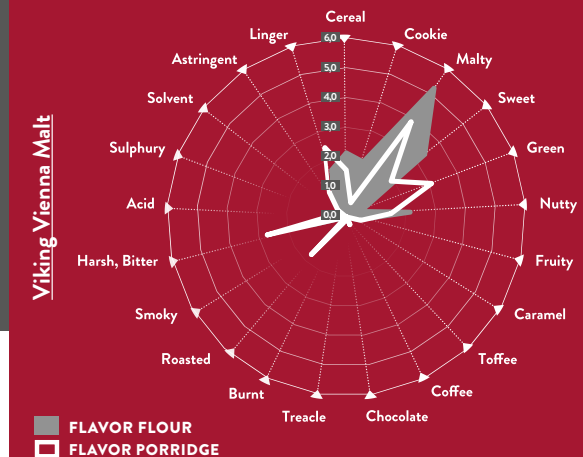 Viking Vienna Malt
Cereal
Cookie
Malty
Sweet
Green
Nutty
Fruity
Caramel
Toffee
Coffee
Chocolate
Treacle
Burnt
Roasted
Smoky
Harsh, Bitter
Acid
Sulphury
Solvent
Astringent
Linger
6,0
5,0
4,0
3,0
2,0
1,0
0,0
FLAVOR FLOUR
FLAVOR PORRIDGE